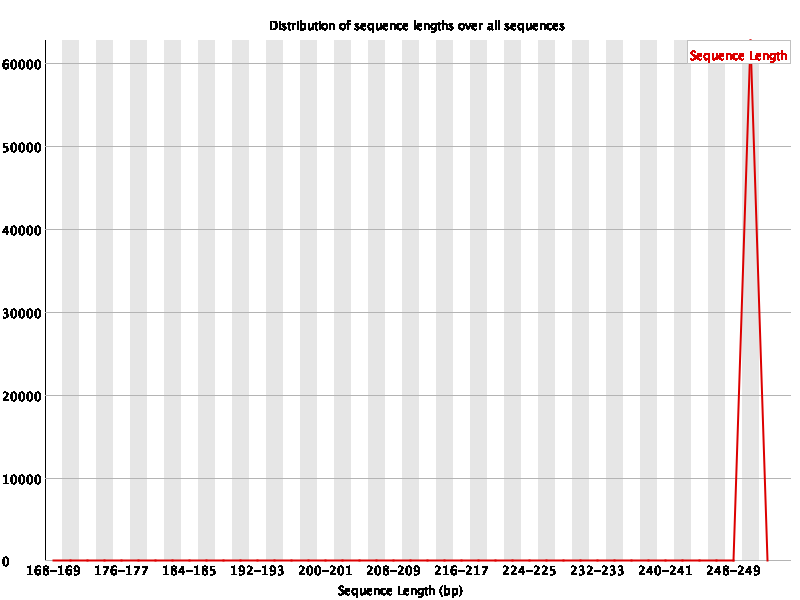 Distribution of sequence lengths over all sequences
Sequence Length
60000
50000
40000
30000
20000
10000
0
168-169 176-177 184-185 192-193 200-201 208-209 216-217 224-225 232-233 240-241 248-249
Sequence Length (bp)